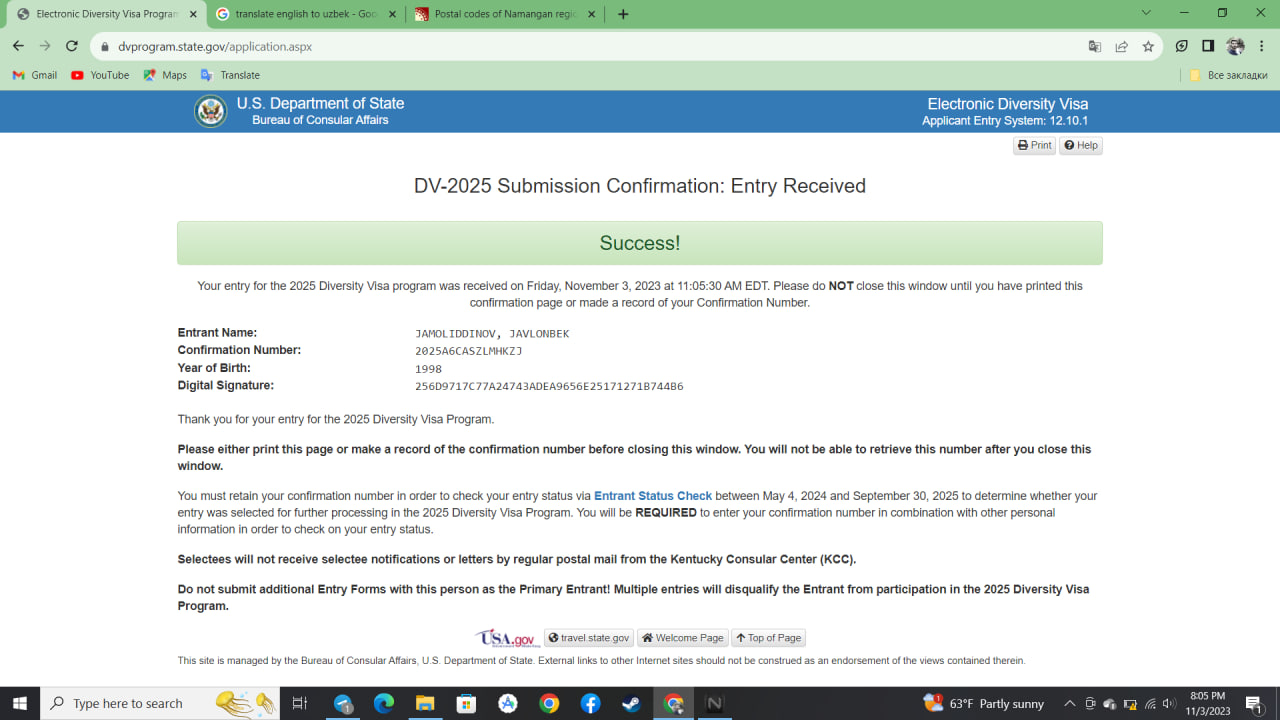 Electronic Diversity Visa Program
translate english to uzbek - Goo
Postal codes of Namangan regio
dvprogram.state.gov/application.aspx
Gmail
YouTube
Maps
Translate
Все закладки
U.S. Department of State
Bureau of Consular Affairs
Electronic Diversity Visa
Applicant Entry System: 12.10.1
Print
Help
DV-2025 Submission Confirmation: Entry Received
Success!
Your entry for the 2025 Diversity Visa program was received on Friday, November 3, 2023 at 11:05:30 AM EDT. Please do NOT close this window until you have printed this
confirmation page or made a record of your Confirmation Number.
Entrant Name: JAMOLIDDINOV, JAVLONBEK
Confirmation Number: 2025A6CASZLMHKZJ
Year of Birth: 1998
Digital Signature: 256D9717C77A24743ADEA9656E25171271B744B6
Thank you for your entry for the 2025 Diversity Visa Program.
Please either print this page or make a record of the confirmation number before closing this window. You will not be able to retrieve this number after you close this
window.
You must retain your confirmation number in order to check your entry status via Entrant Status Check between May 4, 2024 and September 30, 2025 to determine whether your
entry was selected for further processing in the 2025 Diversity Visa Program. You will be REQUIRED to enter your confirmation number in combination with other personal
information in order to check on your entry status.
Selectees will not receive selectee notifications or letters by regular postal mail from the Kentucky Consular Center (KCC).
Do not submit additional Entry Forms with this person as the Primary Entrant! Multiple entries will disqualify the Entrant from participation in the 2025 Diversity Visa
Program.
USA.gov
travel.state.gov
Welcome Page
Top of Page
This site is managed by the Bureau of Consular Affairs, U.S. Department of State. External links to other Internet sites should not be construed as an endorsement of the views contained therein.
Type here to search
63°F Partly sunny
8:05 PM
11/3/2023
1